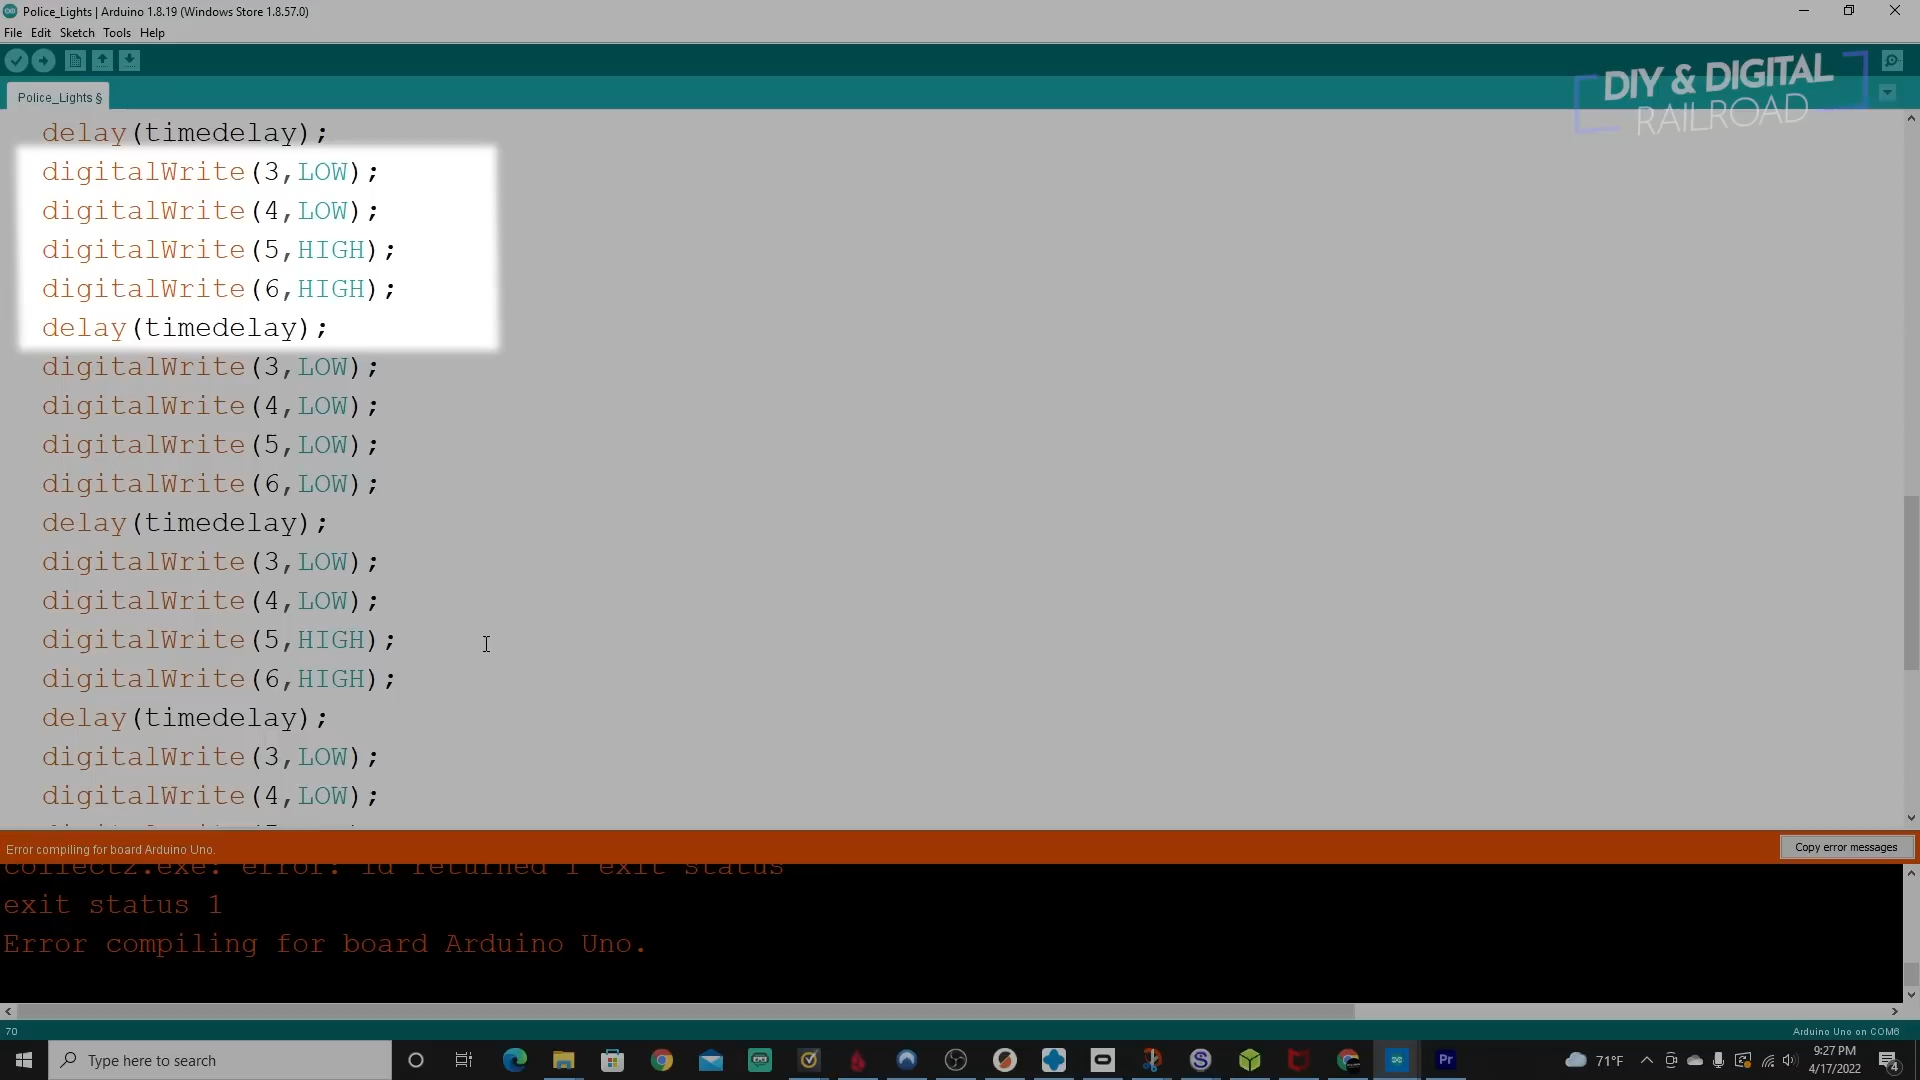 Police_Lights | Arduino 1.8.19 (Windows Store 1.8.57.0)
File Edit Sketch Tools Help
DIY & DIGITAL
RAILROAD
Police_Lights §
delay(timedelay);
digitalWrite(3,LOW);
digitalWrite(4,LOW);
digitalWrite(5,HIGH);
digitalWrite(6,HIGH);
delay(timedelay);
digitalWrite(3,LOW);
digitalWrite(4,LOW);
digitalWrite(5,LOW);
digitalWrite(6,LOW);
delay(timedelay);
digitalWrite(3,LOW);
digitalWrite(4,LOW);
digitalWrite(5,HIGH);
digitalWrite(6,HIGH);
delay(timedelay);
digitalWrite(3,LOW);
digitalWrite(4,LOW);
Error compiling for board Arduino Uno.
Copy error messages
collect2.exe: error: ld returned 1 exit status
exit status 1
Error compiling for board Arduino Uno.
70
Arduino Uno on COM6
Type here to search
Pr
71°F
9:27 PM
4/17/2022
4